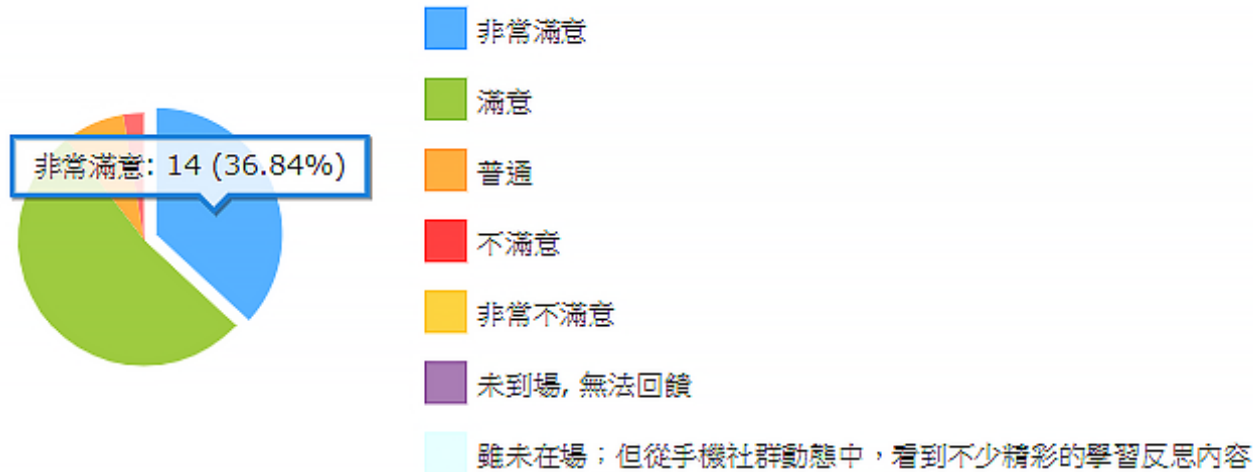 非常滿意
滿意
普通
不滿意
非常不滿意
未到場, 無法回饋
雖未在場；但從手機社群動態中，看到不少精彩的學習反思內容
非常滿意: 14 (36.84%)